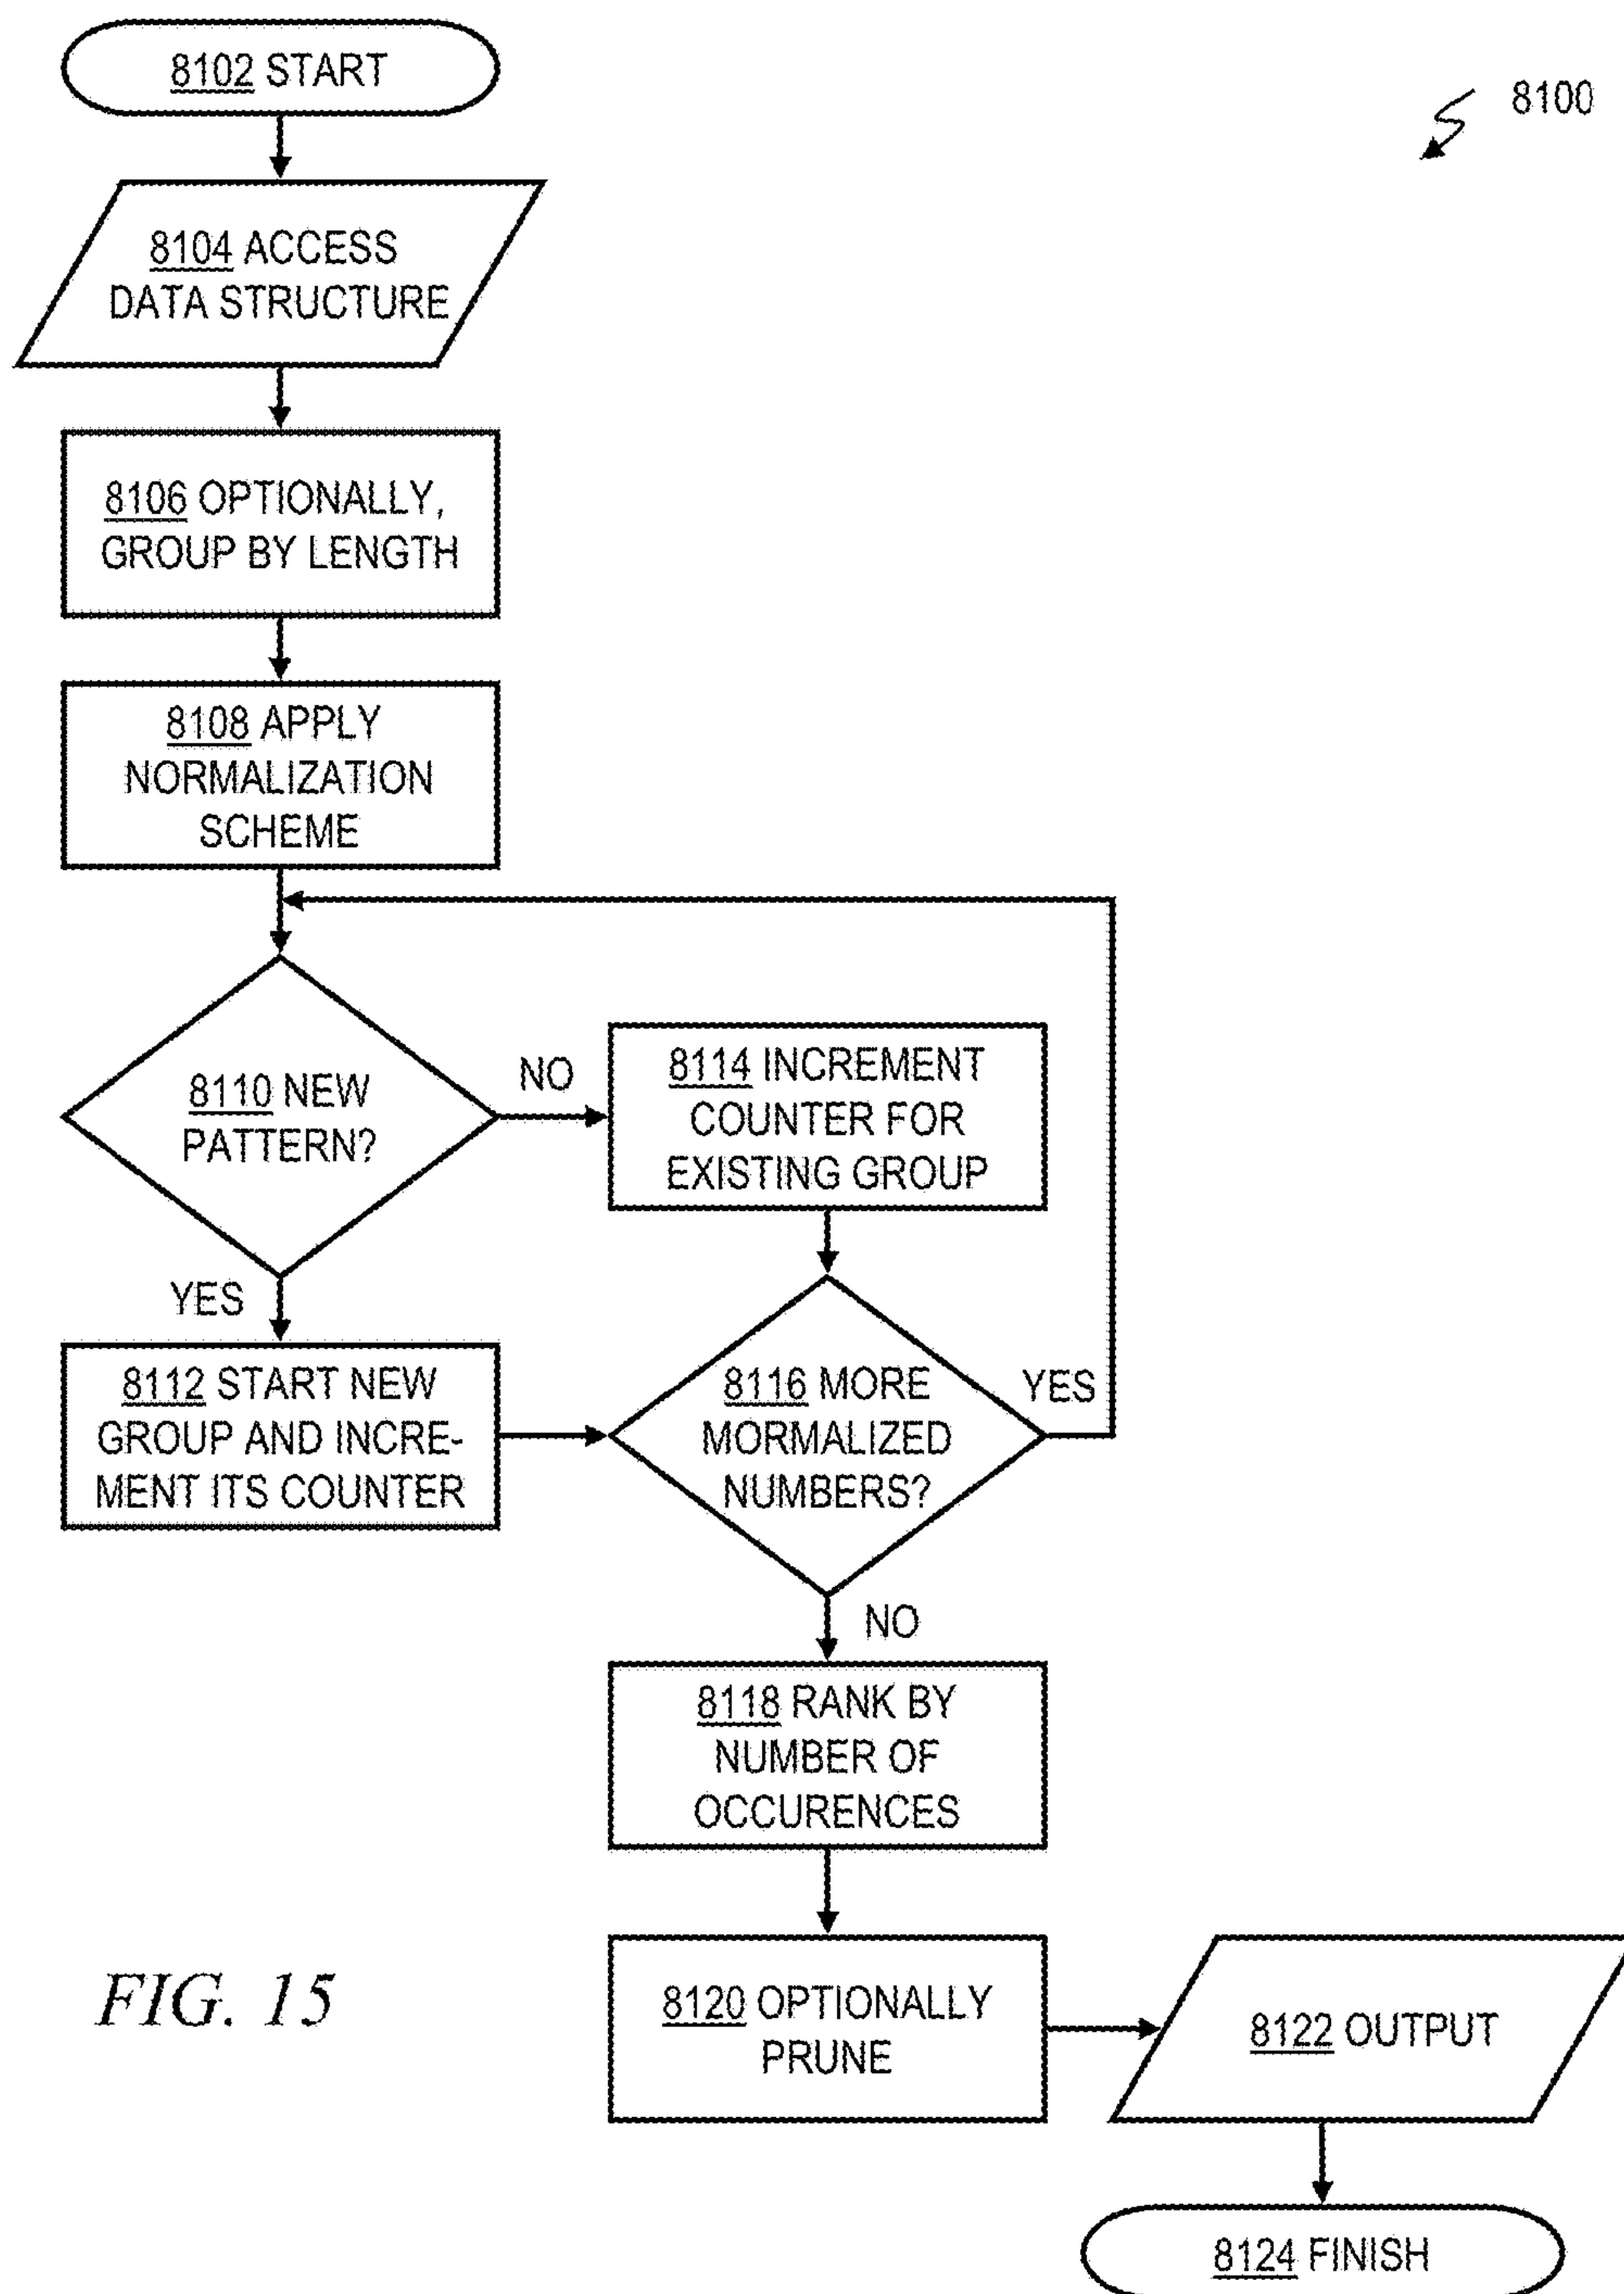 8102 START
8100
8104 ACCESS
DATA STRUCTURE
8106 OPTIONALLY,
GROUP BY LENGTH
8108 APPLY
NORMALIZATION
SCHEME
8110 NEW
PATTERN?
NO
8114 INCREMENT
COUNTER FOR
EXISTING GROUP
YES
8112 START NEW
GROUP AND INCRE-
MENT ITS COUNTER
8116 MORE
MORMALIZED
NUMBERS?
YES
NO
8118 RANK BY
NUMBER OF
OCCURENCES
8120 OPTIONALLY
PRUNE
8122 OUTPUT
8124 FINISH
FIG. 15